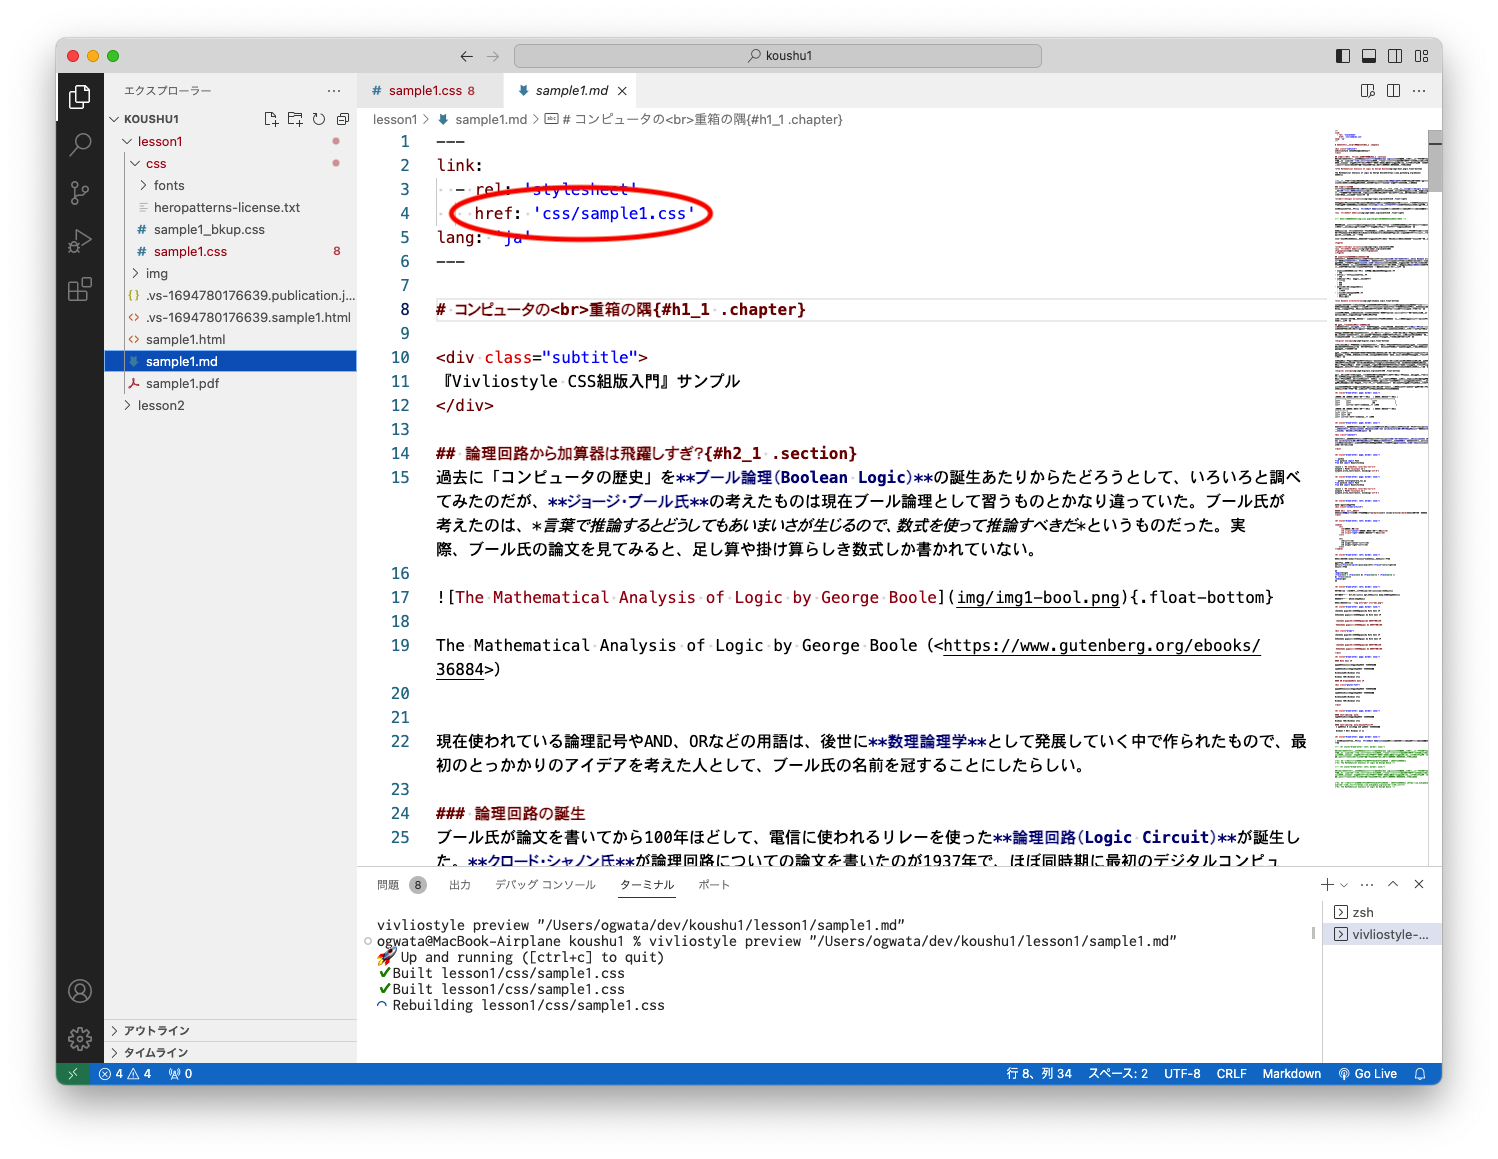 koushu1
エクスプローラー
KOUSHU1
lesson1
css
fonts
heropatterns-license.txt
sample1_bkup.css
sample1.css 8
img
.vs-1694780176639.publication.j...
.vs-1694780176639.sample1.html
sample1.html
sample1.md
sample1.pdf
lesson2
アウトライン
タイムライン
sample1.css 8
sample1.md
lesson1 > sample1.md > # コンピュータの<br>重箱の隅{#h1_1 .chapter}
1 ---
2 link:
3 - rel: 'stylesheet'
4 href: 'css/sample1.css'
5 lang: 'ja'
6 ---
7
8 # コンピュータの<br>重箱の隅{#h1_1 .chapter}
9
10 <div class="subtitle">
11 『Vivliostyle CSS組版入門』サンプル
12 </div>
13
14 ## 論理回路から加算器は飛躍しすぎ？{#h2_1 .section}
15 過去に「コンピュータの歴史」を**ブール論理（Boolean Logic）**の誕生あたりからたどろうとして、いろいろと調べ
てみたのだが、**ジョージ・ブール氏**の考えたものは現在ブール論理として習うものとかなり違っていた。ブール氏が
考えたのは、*言葉で推論するとどうしてもあいまいさが生じるので、数式を使って推論すべきだ*というものだった。実
際、ブール氏の論文を見てみると、足し算や掛け算らしき数式しか書かれていない。
16
17 ![The Mathematical Analysis of Logic by George Boole](img/img1-bool.png){.float-bottom}
18
19 The Mathematical Analysis of Logic by George Boole（<https://www.gutenberg.org/ebooks/
36884>）
20
21
22 現在使われている論理記号やAND、ORなどの用語は、後世に**数理論理学**として発展していく中で作られたもので、最
初のとっかかりのアイデアを考えた人として、ブール氏の名前を冠することにしたらしい。
23
24 ### 論理回路の誕生
25 ブール氏が論文を書いてから100年ほどして、電信に使われるリレーを使った**論理回路（Logic Circuit）**が誕生し
た。**クロード・シャノン氏**が論理回路についての論文を書いたのが1937年で、ほぼ同時期に最初のデジタルコンピュ
問題 8 出力 デバッグ コンソール ターミナル ポート
vivliostyle preview "/Users/ogwata/dev/koushu1/lesson1/sample1.md"
ogwata@MacBook-Airplane koushu1 % vivliostyle preview "/Users/ogwata/dev/koushu1/lesson1/sample1.md"
🚀 Up and running ([ctrl+c] to quit)
✔Built lesson1/css/sample1.css
✔Built lesson1/css/sample1.css
Rebuilding lesson1/css/sample1.css
zsh
vivliostyle-...
4 4 0
行 8、列 34 スペース: 2 UTF-8 CRLF Markdown Go Live